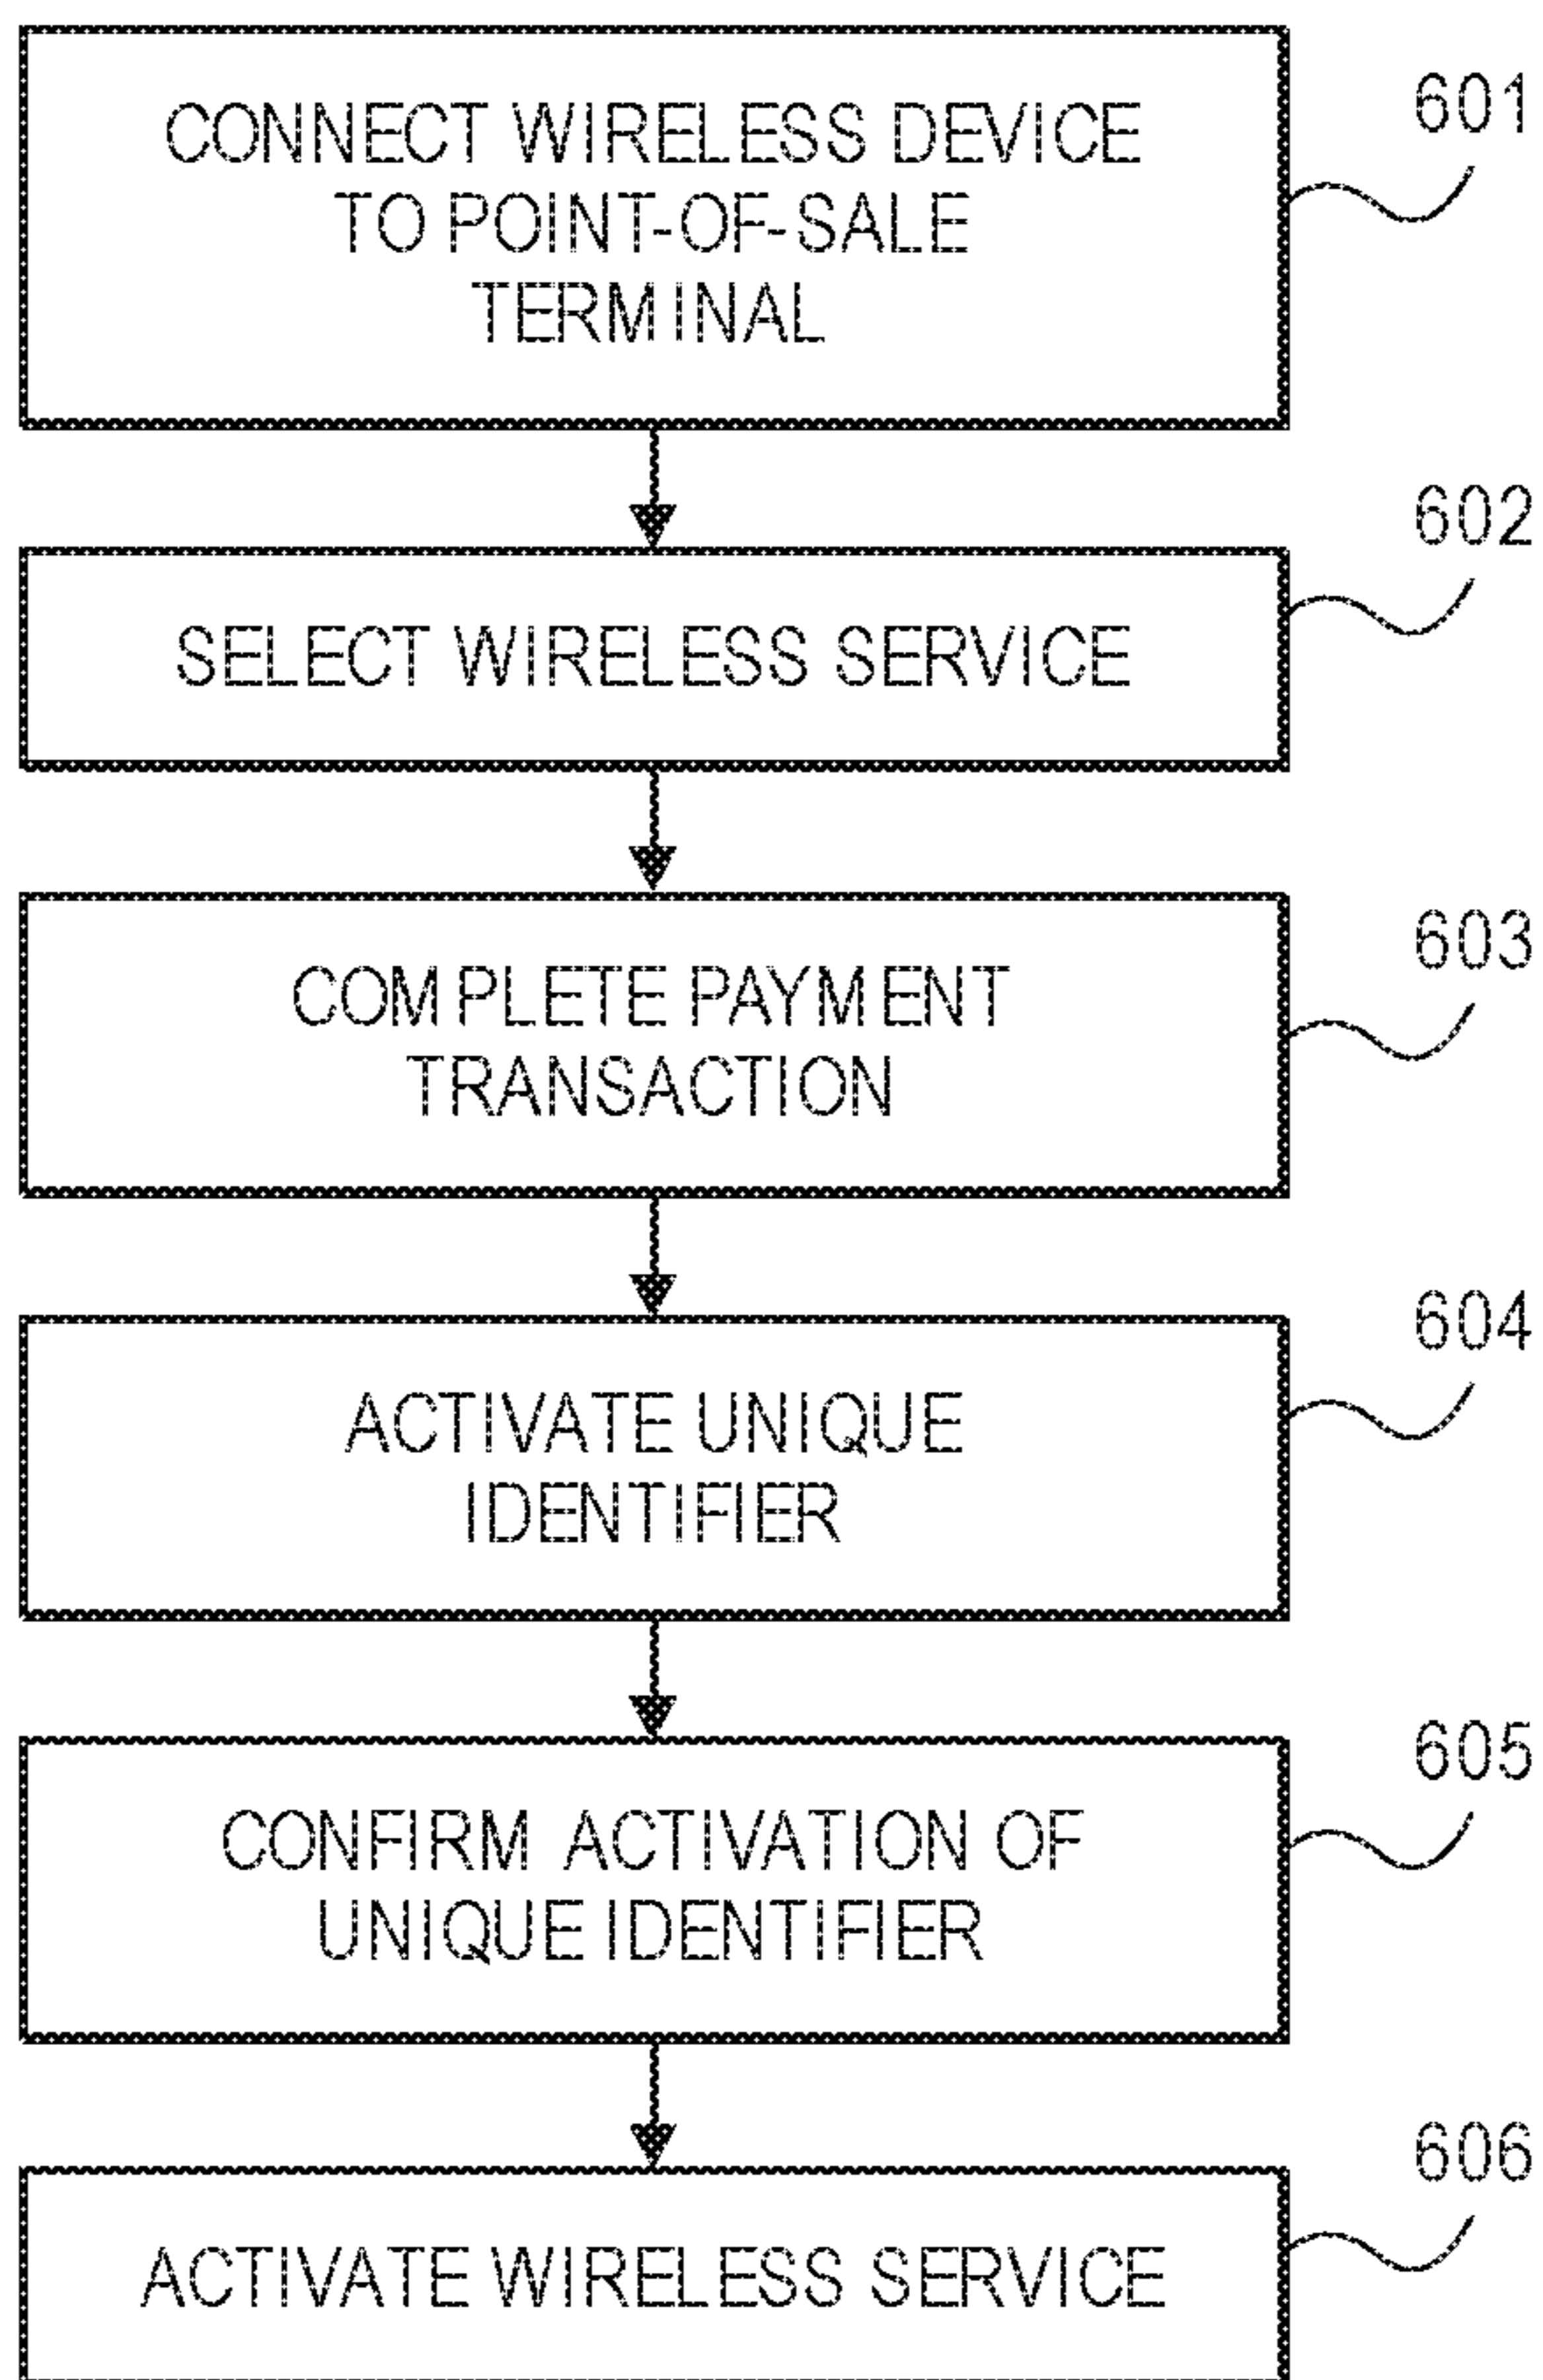 CONNECT WIRELESS DEVICE
TO POINT-OF-SALE
TERMINAL
601
SELECT WIRELESS SERVICE
602
COMPLETE PAYMENT
TRANSACTION
603
ACTIVATE UNIQUE
IDENTIFIER
604
CONFIRM ACTIVATION OF
UNIQUE IDENTIFIER
605
ACTIVATE WIRELESS SERVICE
606